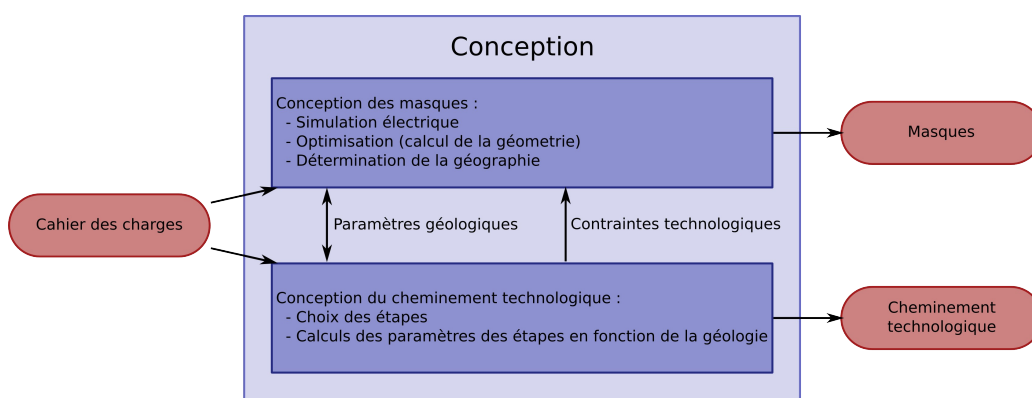 Conception
Conception des masques :
- Simulation électrique
- Optimisation (calcul de la géometrie)
- Détermination de la géographie
Masques
Cahier des charges
Paramètres géologiques
Contraintes technologiques
Conception du cheminement technologique :
- Choix des étapes
- Calculs des paramètres des étapes en fonction de la géologie
Cheminement
technologique